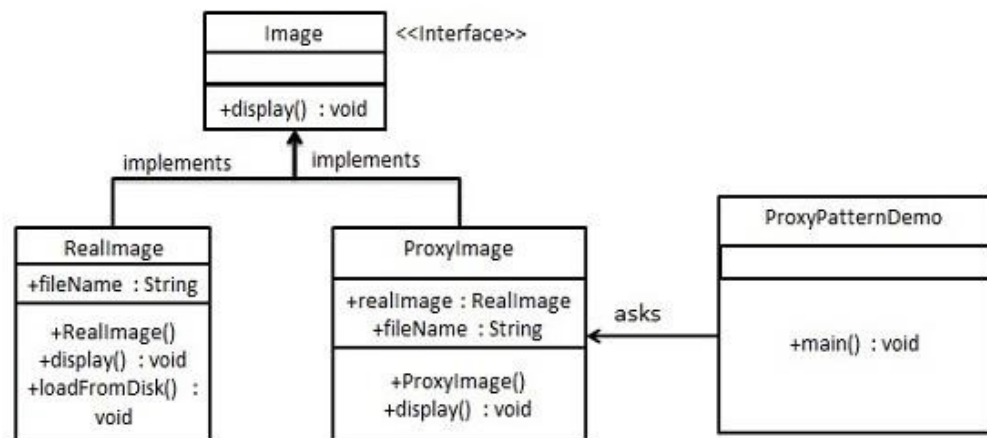 Image
<<Interface>>
+display() : void
implements
implements
RealImage
+fileName : String
+RealImage()
+display() : void
+loadFromDisk() :
void
ProxyImage
+realImage : RealImage
+fileName : String
+ProxyImage()
+display() : void
asks
ProxyPatternDemo
+main() : void